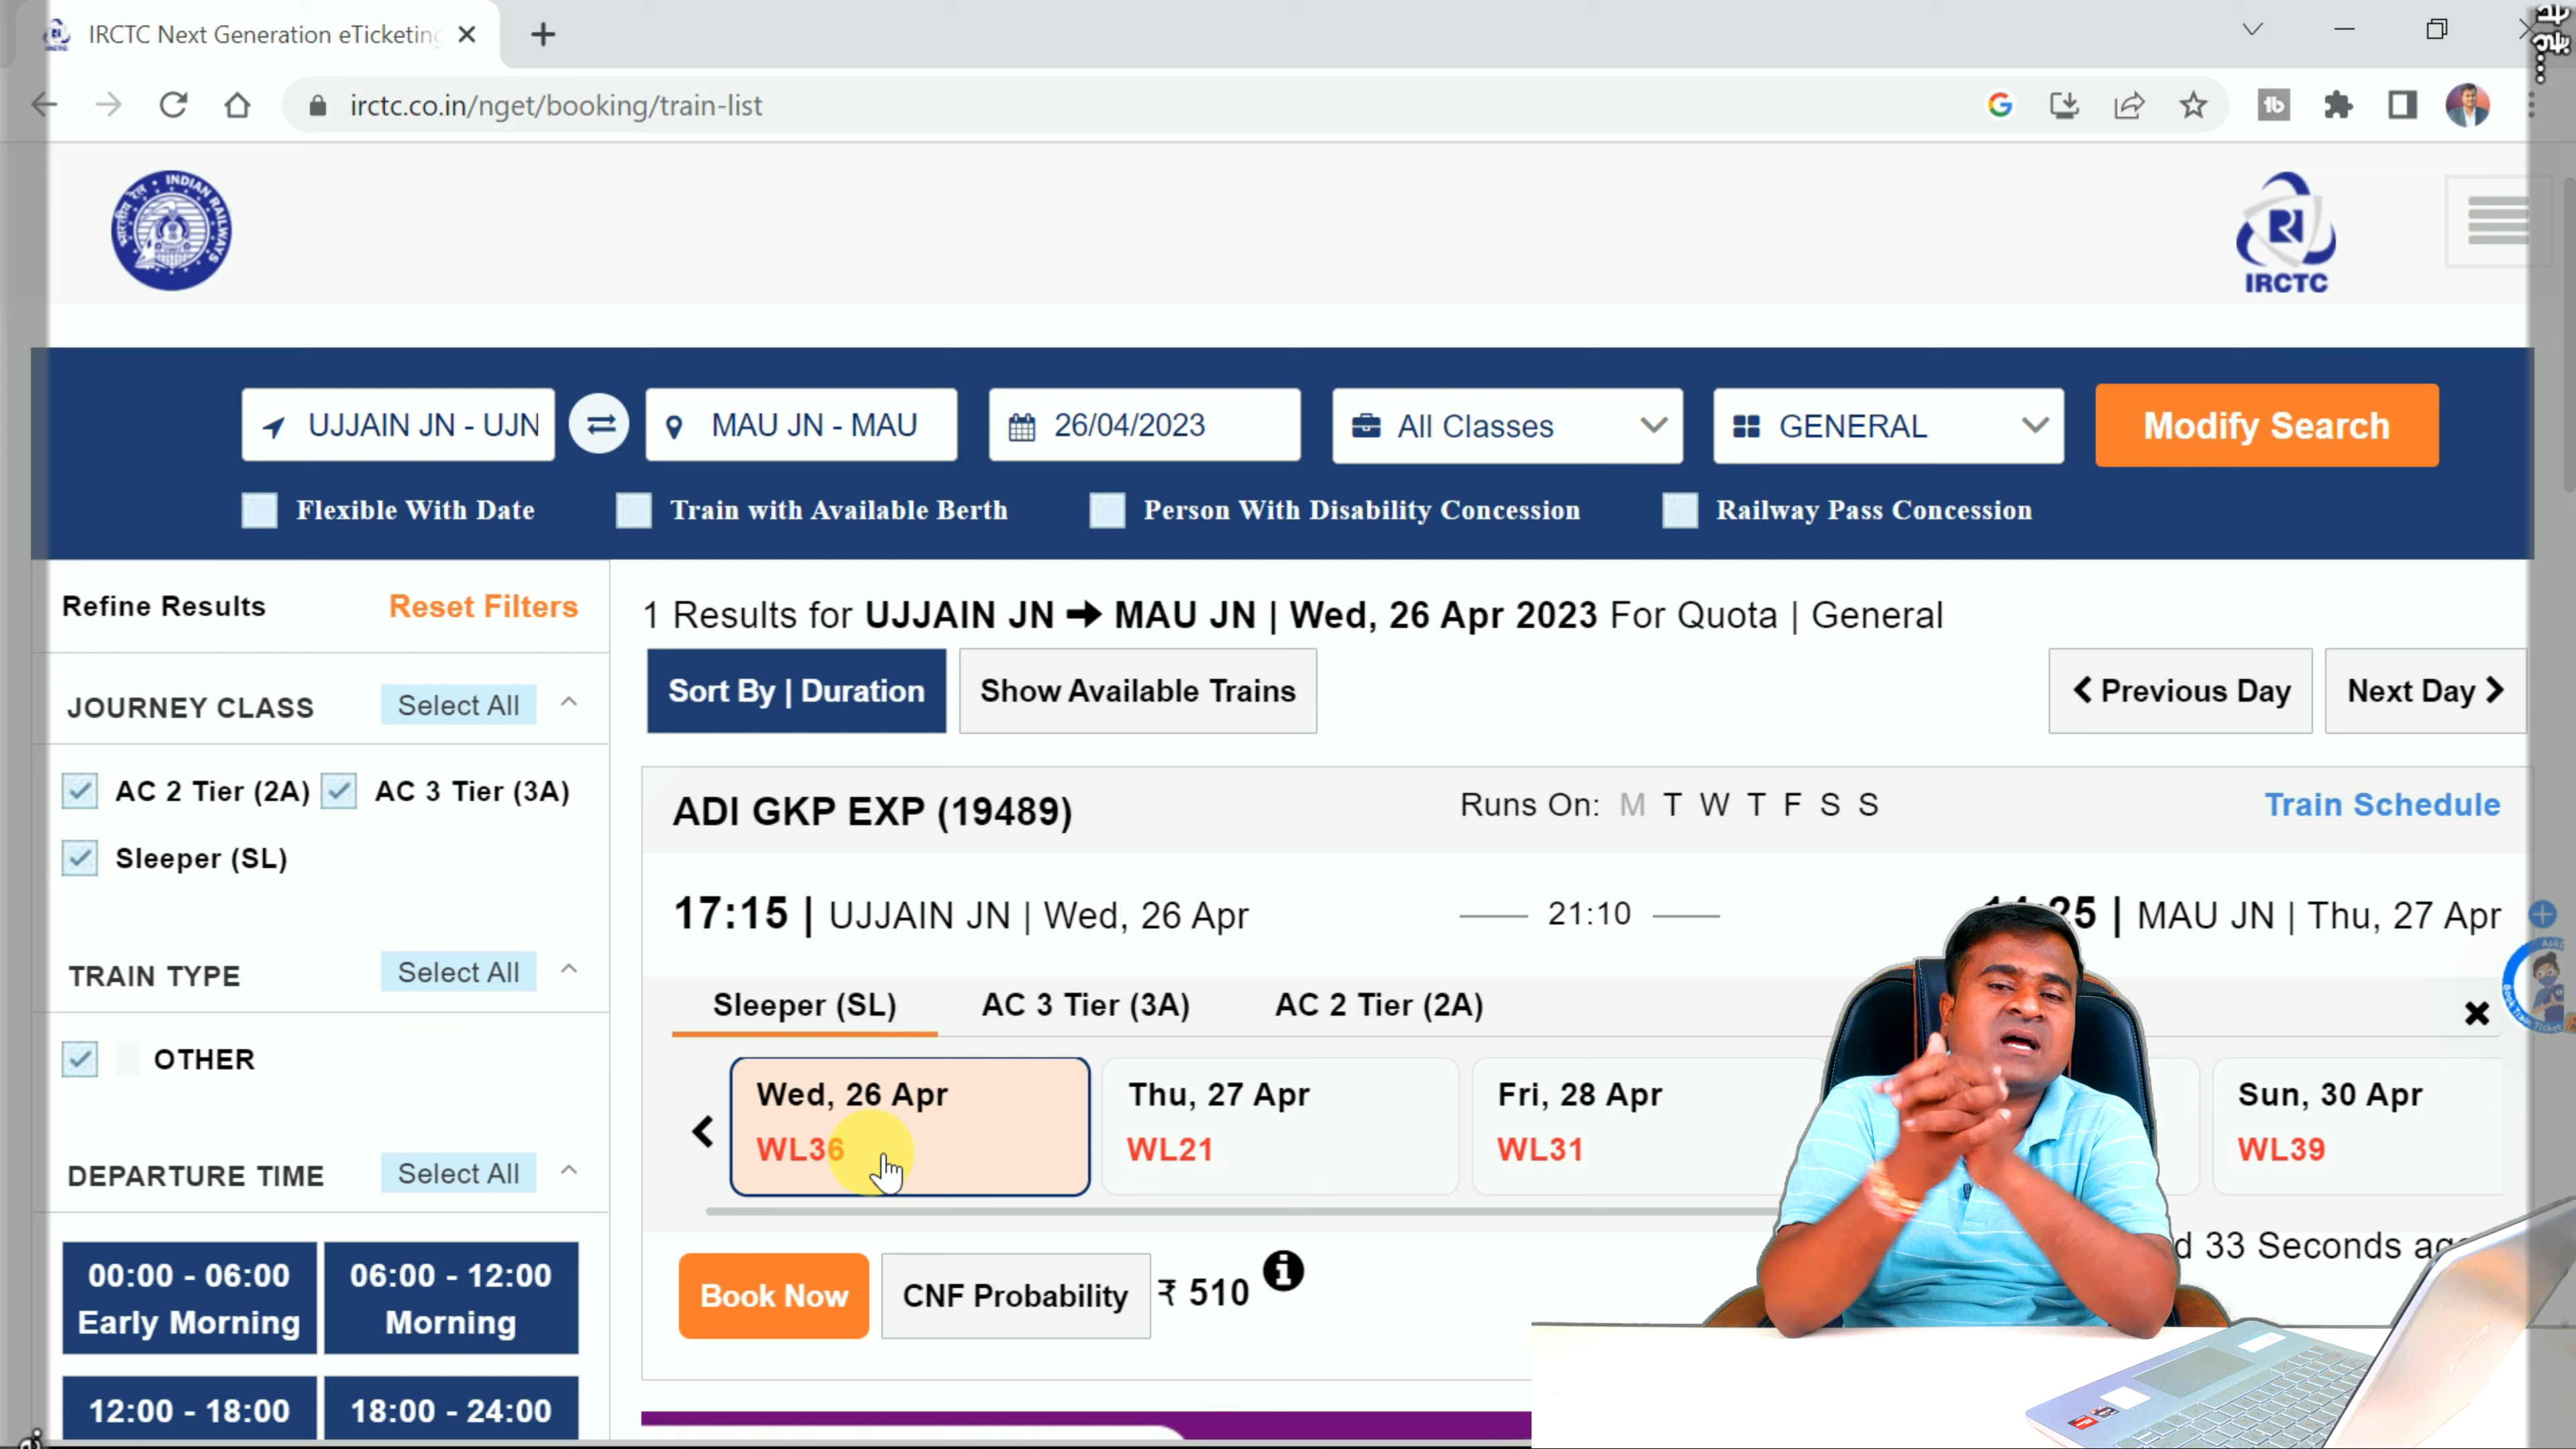 IRCTC Next Generation eTicketing
irctc.co.in/nget/booking/train-list
INDIAN RAILWAYS
भारतीय रेल
IRCTC
UJJAIN JN - UJN
MAU JN - MAU
26/04/2023
All Classes
GENERAL
Modify Search
Flexible With Date
Train with Available Berth
Person With Disability Concession
Railway Pass Concession
Refine Results
Reset Filters
1 Results for UJJAIN JN → MAU JN | Wed, 26 Apr 2023 For Quota | General
Sort By | Duration
Show Available Trains
Previous Day
Next Day
JOURNEY CLASS
Select All
AC 2 Tier (2A)
AC 3 Tier (3A)
Sleeper (SL)
TRAIN TYPE
Select All
OTHER
DEPARTURE TIME
Select All
00:00 - 06:00
Early Morning
06:00 - 12:00
Morning
12:00 - 18:00
18:00 - 24:00
ADI GKP EXP (19489)
Runs On: M T W T F S S
Train Schedule
17:15 | UJJAIN JN | Wed, 26 Apr
21:10
25 | MAU JN | Thu, 27 Apr
Sleeper (SL)
AC 3 Tier (3A)
AC 2 Tier (2A)
Wed, 26 Apr
WL36
Thu, 27 Apr
WL21
Fri, 28 Apr
WL31
Sun, 30 Apr
WL39
33 Seconds
Book Now
CNF Probability
₹ 510